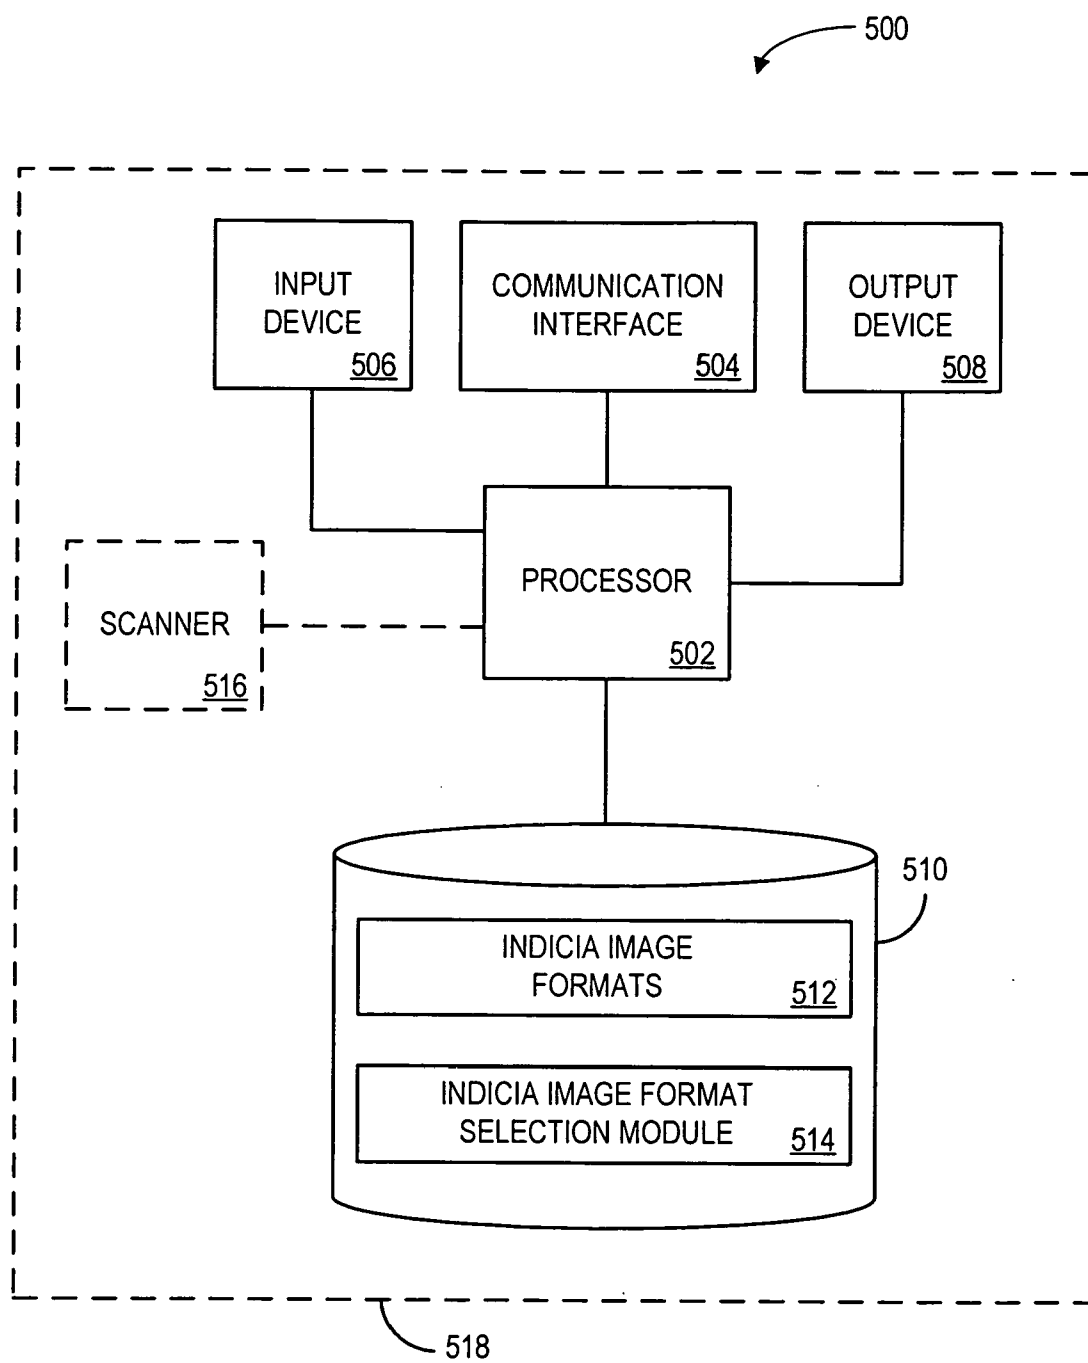 500
INPUT
DEVICE
506
COMMUNICATION
INTERFACE
504
OUTPUT
DEVICE
508
PROCESSOR
502
SCANNER
516
510
INDICIA IMAGE
FORMATS
512
INDICIA IMAGE FORMAT
SELECTION MODULE
514
518